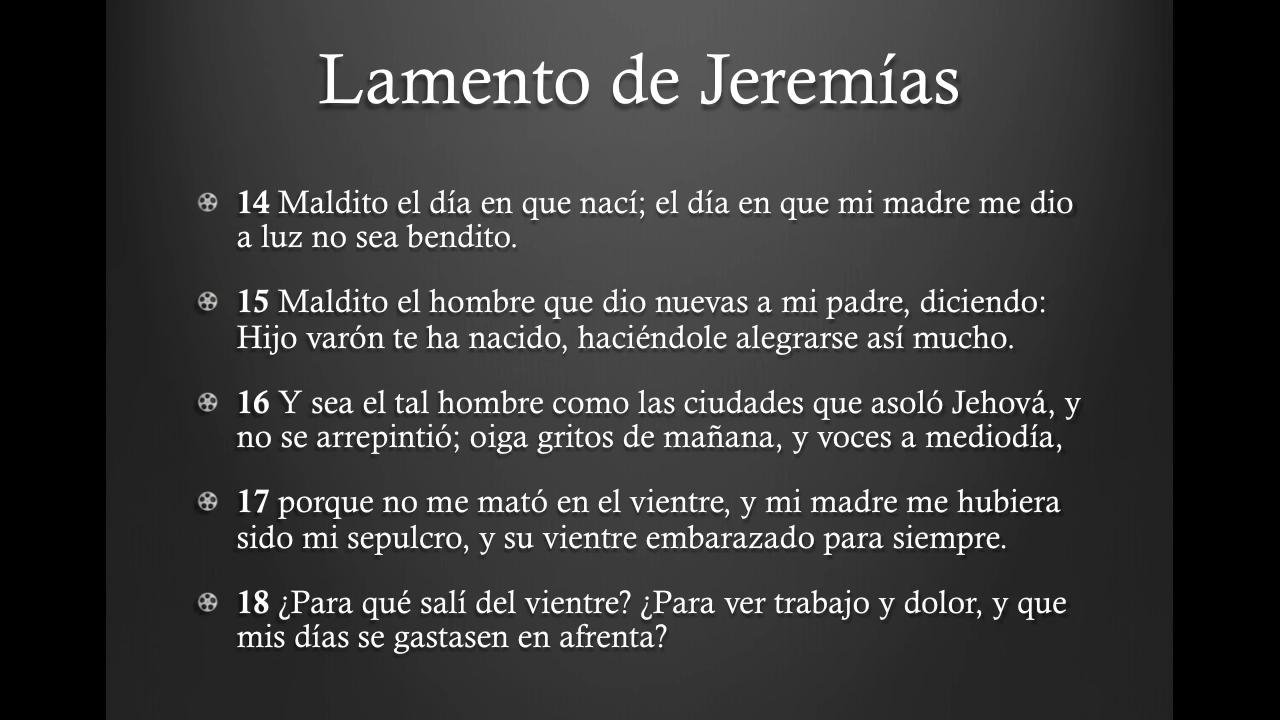 Lamento de Jeremías
14 Maldito el día en que nací; el día en que mi madre me dio
a luz no sea bendito.
15 Maldito el hombre que dio nuevas a mi padre, diciendo:
Hijo varón te ha nacido, haciéndole alegrarse así mucho.
16 Y sea el tal hombre como las ciudades que asoló Jehová, y
no se arrepintió; oiga gritos de mañana, y voces a mediodía,
17 porque no me mató en el vientre, y mi madre me hubiera
sido mi sepulcro, y su vientre embarazado para siempre.
18 ¿Para qué salí del vientre? ¿Para ver trabajo y dolor, y que
mis días se gastasen en afrenta?